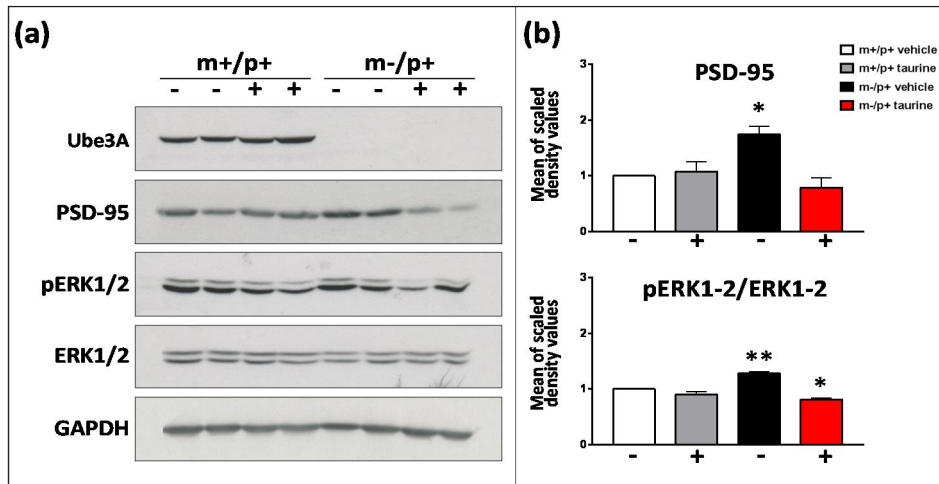 (a)
m+/p+ m-/p+
- - + + - - + +
Ube3A
PSD-95
pERK1/2
ERK1/2
GAPDH
(b)
m+/p+ vehicle
m+/p+ taurine
m-/p+ vehicle
m-/p+ taurine
PSD-95
Mean of scaled
density values
3
2
1
0
*
- + - +
pERK1-2/ERK1-2
Mean of scaled
density values
3
2
1
0
**
*
- + - +